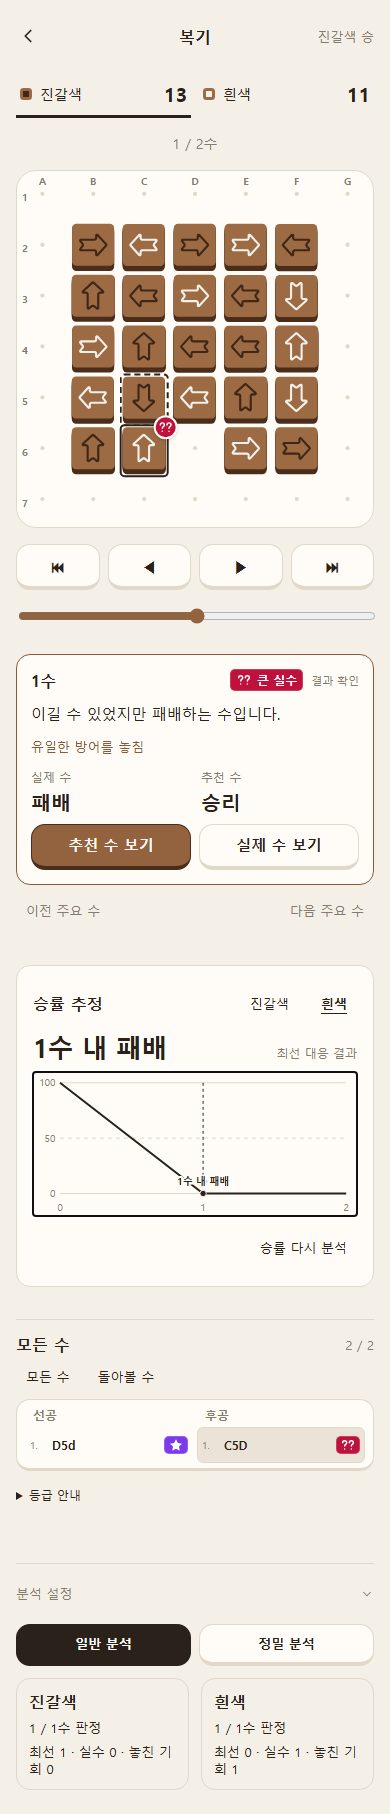 복기
진갈색 승
진갈색 13 흰색 11
1 / 2수
A B C D E F G
1
2
3
4
5
??
6
7
1수 ?? 큰 실수 결과 확인
이길 수 있었지만 패배하는 수입니다.
유일한 방어를 놓침
실제 수 추천 수
패배 승리
추천 수 보기 실제 수 보기
이전 주요 수 다음 주요 수
승률 추정 진갈색 흰색
1수 내 패배 최선 대응 결과
100
50
1수 내 패배
0
0 1 2
승률 다시 분석
모든 수 2 / 2
모든 수 돌아볼 수
선공 후공
1. D5d 1. C5D ??
▶ 등급 안내
분석 설정
일반 분석 정밀 분석
진갈색
1 / 1수 판정
최선 1 · 실수 0 · 놓친 기
회 0
흰색
1 / 1수 판정
최선 0 · 실수 1 · 놓친 기
회 1